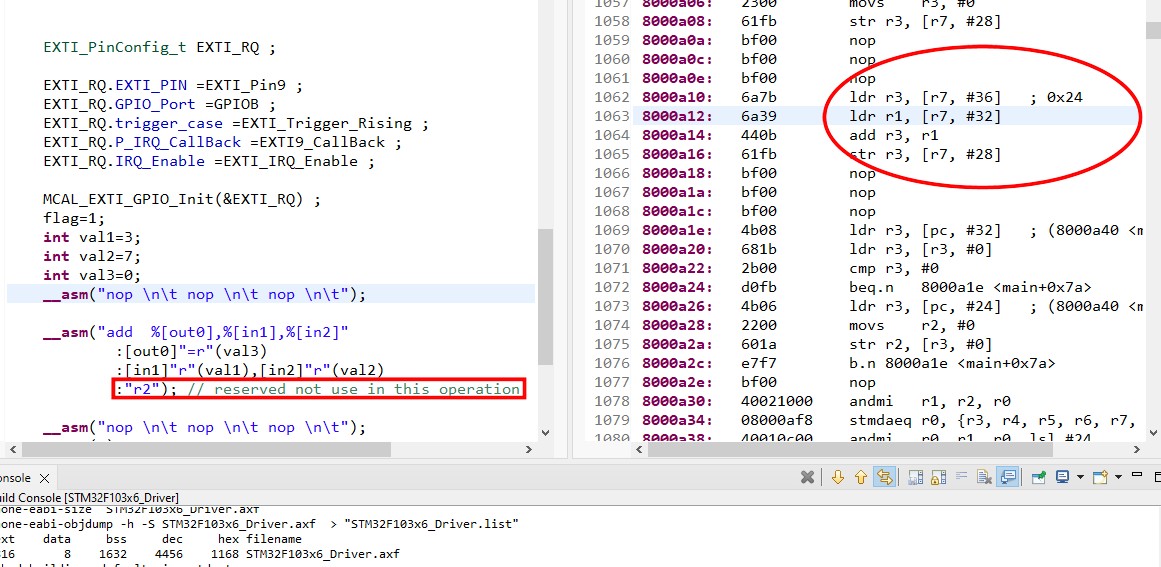 EXTI_PinConfig_t EXTI_RQ ;
EXTI_RQ.EXTI_PIN =EXTI_Pin9 ;
EXTI_RQ.GPIO_Port =GPIOB ;
EXTI_RQ.trigger_case =EXTI_Trigger_Rising ;
EXTI_RQ.P_IRQ_CallBack =EXTI9_CallBack ;
EXTI_RQ.IRQ_Enable =EXTI_IRQ_Enable ;
MCAL_EXTI_GPIO_Init(&EXTI_RQ) ;
flag=1;
int val1=3;
int val2=7;
int val3=0;
__asm("nop \n\t nop \n\t nop \n\t");
__asm("add  %[out0],%[in1],%[in2]"
:[out0]"=r"(val3)
:[in1]"r"(val1),[in2]"r"(val2)
:"r2"); // reserved not use in this operation
__asm("nop \n\t nop \n\t nop \n\t");
1057 8000a06: 2300 movs r3, #0
1058 8000a08: 61fb str r3, [r7, #28]
1059 8000a0a: bf00 nop
1060 8000a0c: bf00 nop
1061 8000a0e: bf00 nop
1062 8000a10: 6a7b ldr r3, [r7, #36] ; 0x24
1063 8000a12: 6a39 ldr r1, [r7, #32]
1064 8000a14: 440b add r3, r1
1065 8000a16: 61fb str r3, [r7, #28]
1066 8000a18: bf00 nop
1067 8000a1a: bf00 nop
1068 8000a1c: bf00 nop
1069 8000a1e: 4b08 ldr r3, [pc, #32] ; (8000a40 <m
1070 8000a20: 681b ldr r3, [r3, #0]
1071 8000a22: 2b00 cmp r3, #0
1072 8000a24: d0fb beq.n 8000a1e <main+0x7a>
1073 8000a26: 4b06 ldr r3, [pc, #24] ; (8000a40 <m
1074 8000a28: 2200 movs r2, #0
1075 8000a2a: 601a str r2, [r3, #0]
1076 8000a2c: e7f7 b.n 8000a1e <main+0x7a>
1077 8000a2e: bf00 nop
1078 8000a30: 40021000 andmi r1, r2, r0
1079 8000a34: 08000af8 stmdaeq r0, {r3, r4, r5, r6, r7,
1080 8000a38: 40010c00 andmi r0, r1, r0, lsl #24
onsole
uild Console [STM32F103x6_Driver]
one-eabi-size STM32F103x6_Driver.axf
one-eabi-objdump -h -S STM32F103x6_Driver.axf  > "STM32F103x6_Driver.list"
ext data bss dec hex filename
816 8 1632 4456 1168 STM32F103x6_Driver.axf